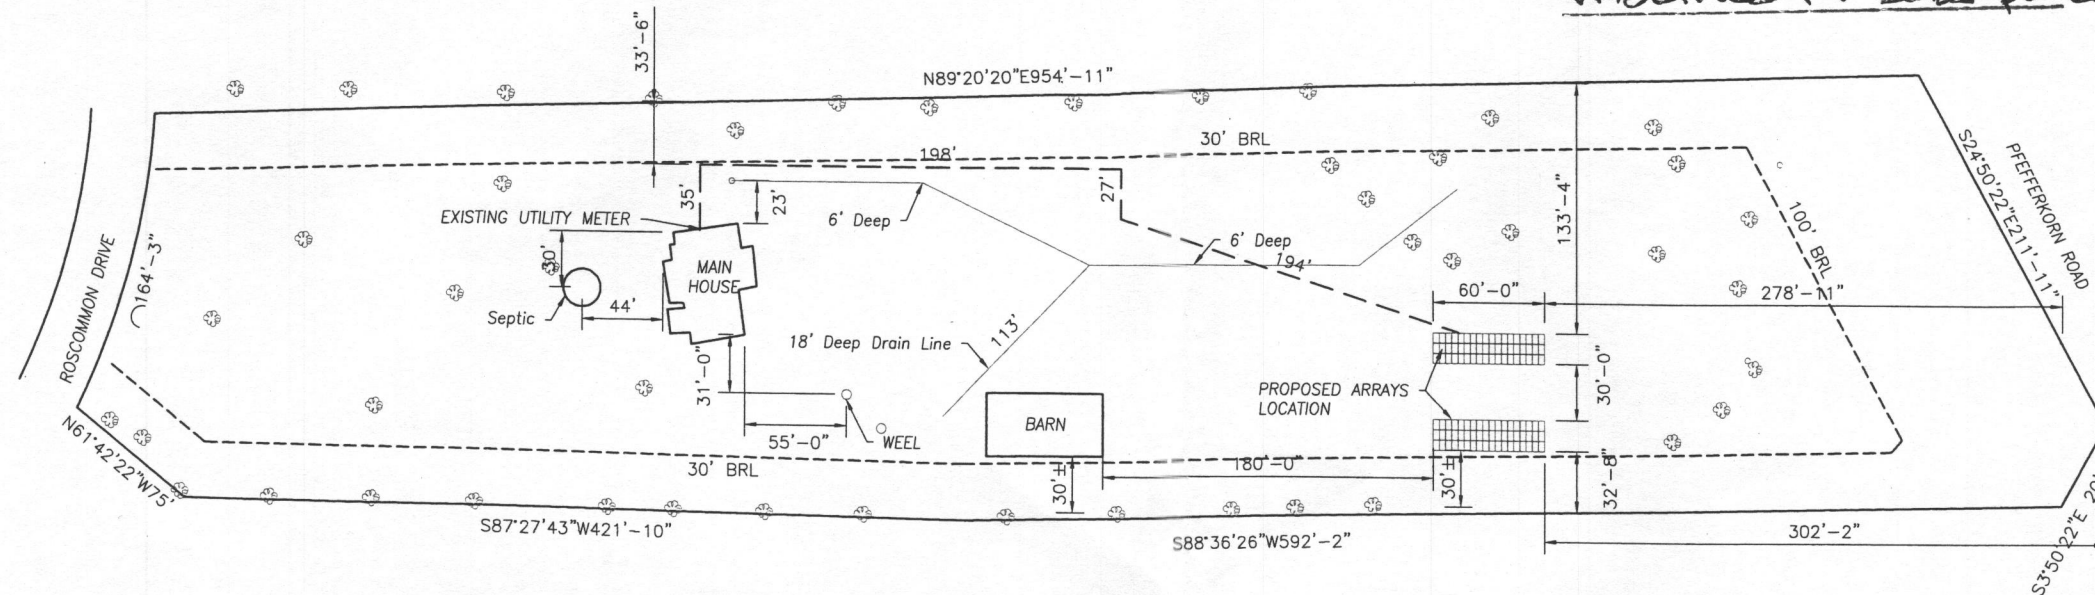 33'-6"
N89°20'20"E954'-11"
30' BRL
198'
35'
23'
27'
EXISTING UTILITY METER
6' Deep
6' Deep
194'
133'-4"
PFEFFERKORN ROAD
S24°50'22"E211'-11"
100' BRL
ROSCOMMON DRIVE
164'-3"
30'
MAIN
HOUSE
Septic
44'
60'-0"
278'-11"
18' Deep Drain Line
113'
31'-0"
PROPOSED ARRAYS
LOCATION
30'-0"
BARN
55'-0"
WEEL
N61°42'22"W75'
30' BRL
30'±
180'-0"
30'±
32'-8"
S87°27'43"W421'-10"
S88°36'26"W592'-2"
302'-2"
S3°50'22"E 20'